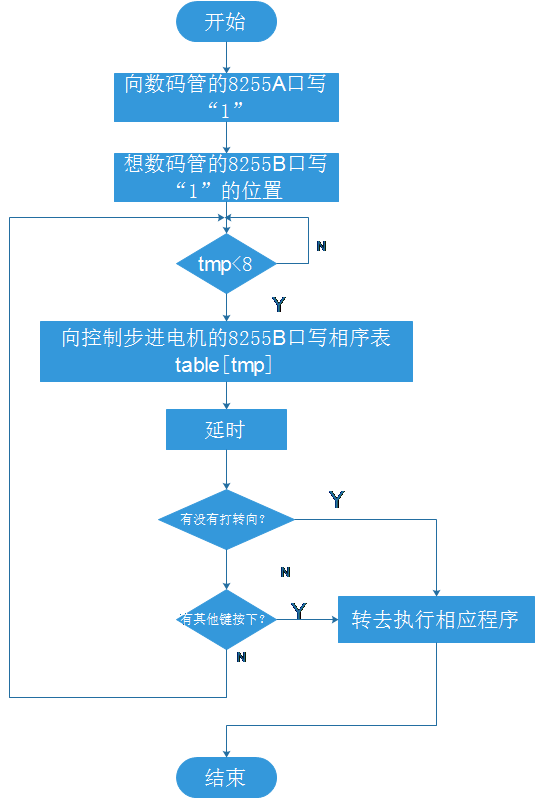 开始
向数码管的8255A口写
“1”
想数码管的8255B口写
“1”的位置
N
tmp<8
Y
向控制步进电机的8255B口写相序表
table[tmp]
延时
Y
有没有打转向?
N
有其他键按下?
Y
转去执行相应程序
N
结束